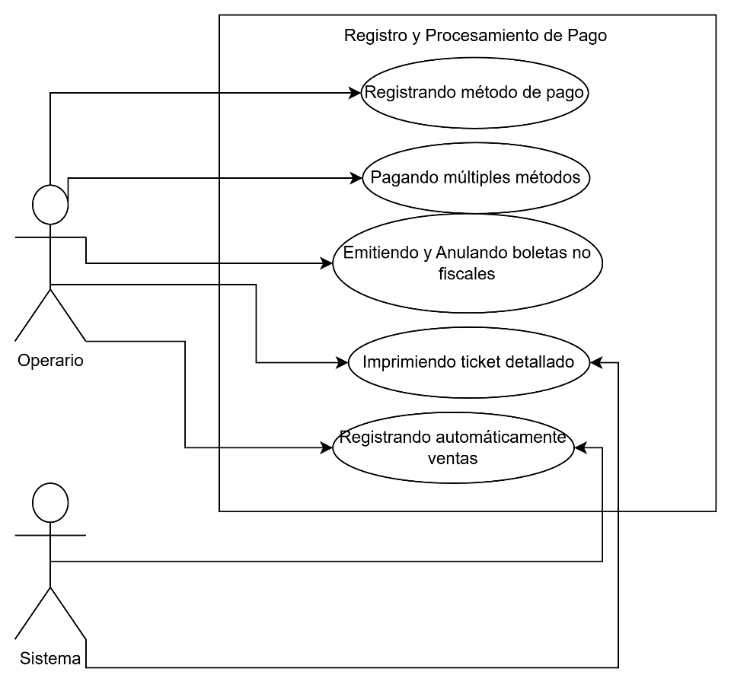 Registro y Procesamiento de Pago
Registrando método de pago
Pagando múltiples métodos
Emitiendo y Anulando boletas no
fiscales
Operario
Imprimiendo ticket detallado
Registrando automáticamente
ventas
Sistema